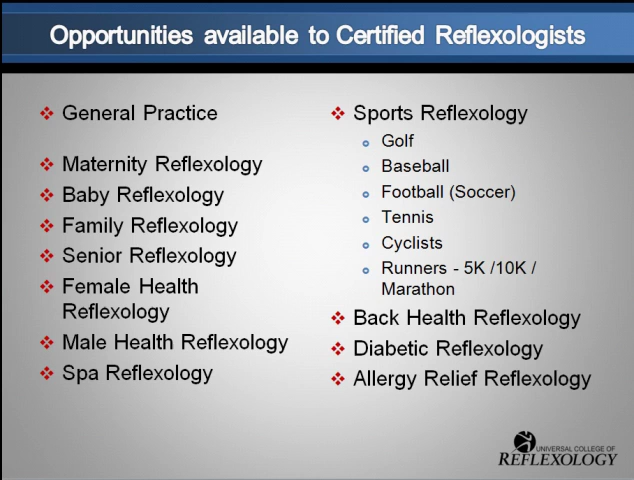 Opportunities available to Certified Reflexologists
General Practice
Maternity Reflexology
Baby Reflexology
Family Reflexology
Senior Reflexology
Female Health
Reflexology
Male Health Reflexology
Spa Reflexology
Sports Reflexology
Golf
Baseball
Football (Soccer)
Tennis
Cyclists
Runners - 5K /10K /
Marathon
Back Health Reflexology
Diabetic Reflexology
Allergy Relief Reflexology
UNIVERSAL COLLEGE OF
REFLEXOLOGY